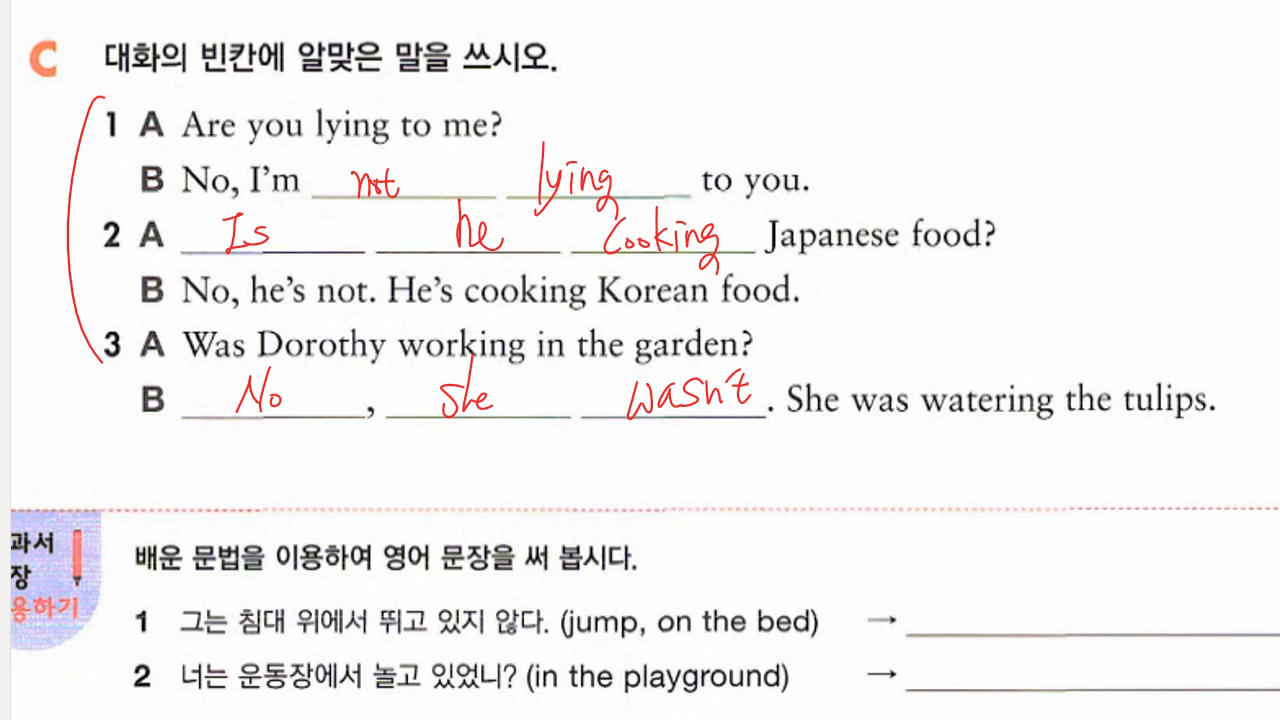 C 대화의 빈칸에 알맞은 말을 쓰시오.
1 A Are you lying to me?
B No, I'm not lying to you.
2 A Is he cooking Japanese food?
B No, he's not. He's cooking Korean food.
3 A Was Dorothy working in the garden?
B No, she wasn't. She was watering the tulips.
과서
장
용하기
배운 문법을 이용하여 영어 문장을 써 봅시다.
1 그는 침대 위에서 뛰고 있지 않다. (jump, on the bed) →
2 너는 운동장에서 놀고 있었니? (in the playground) →